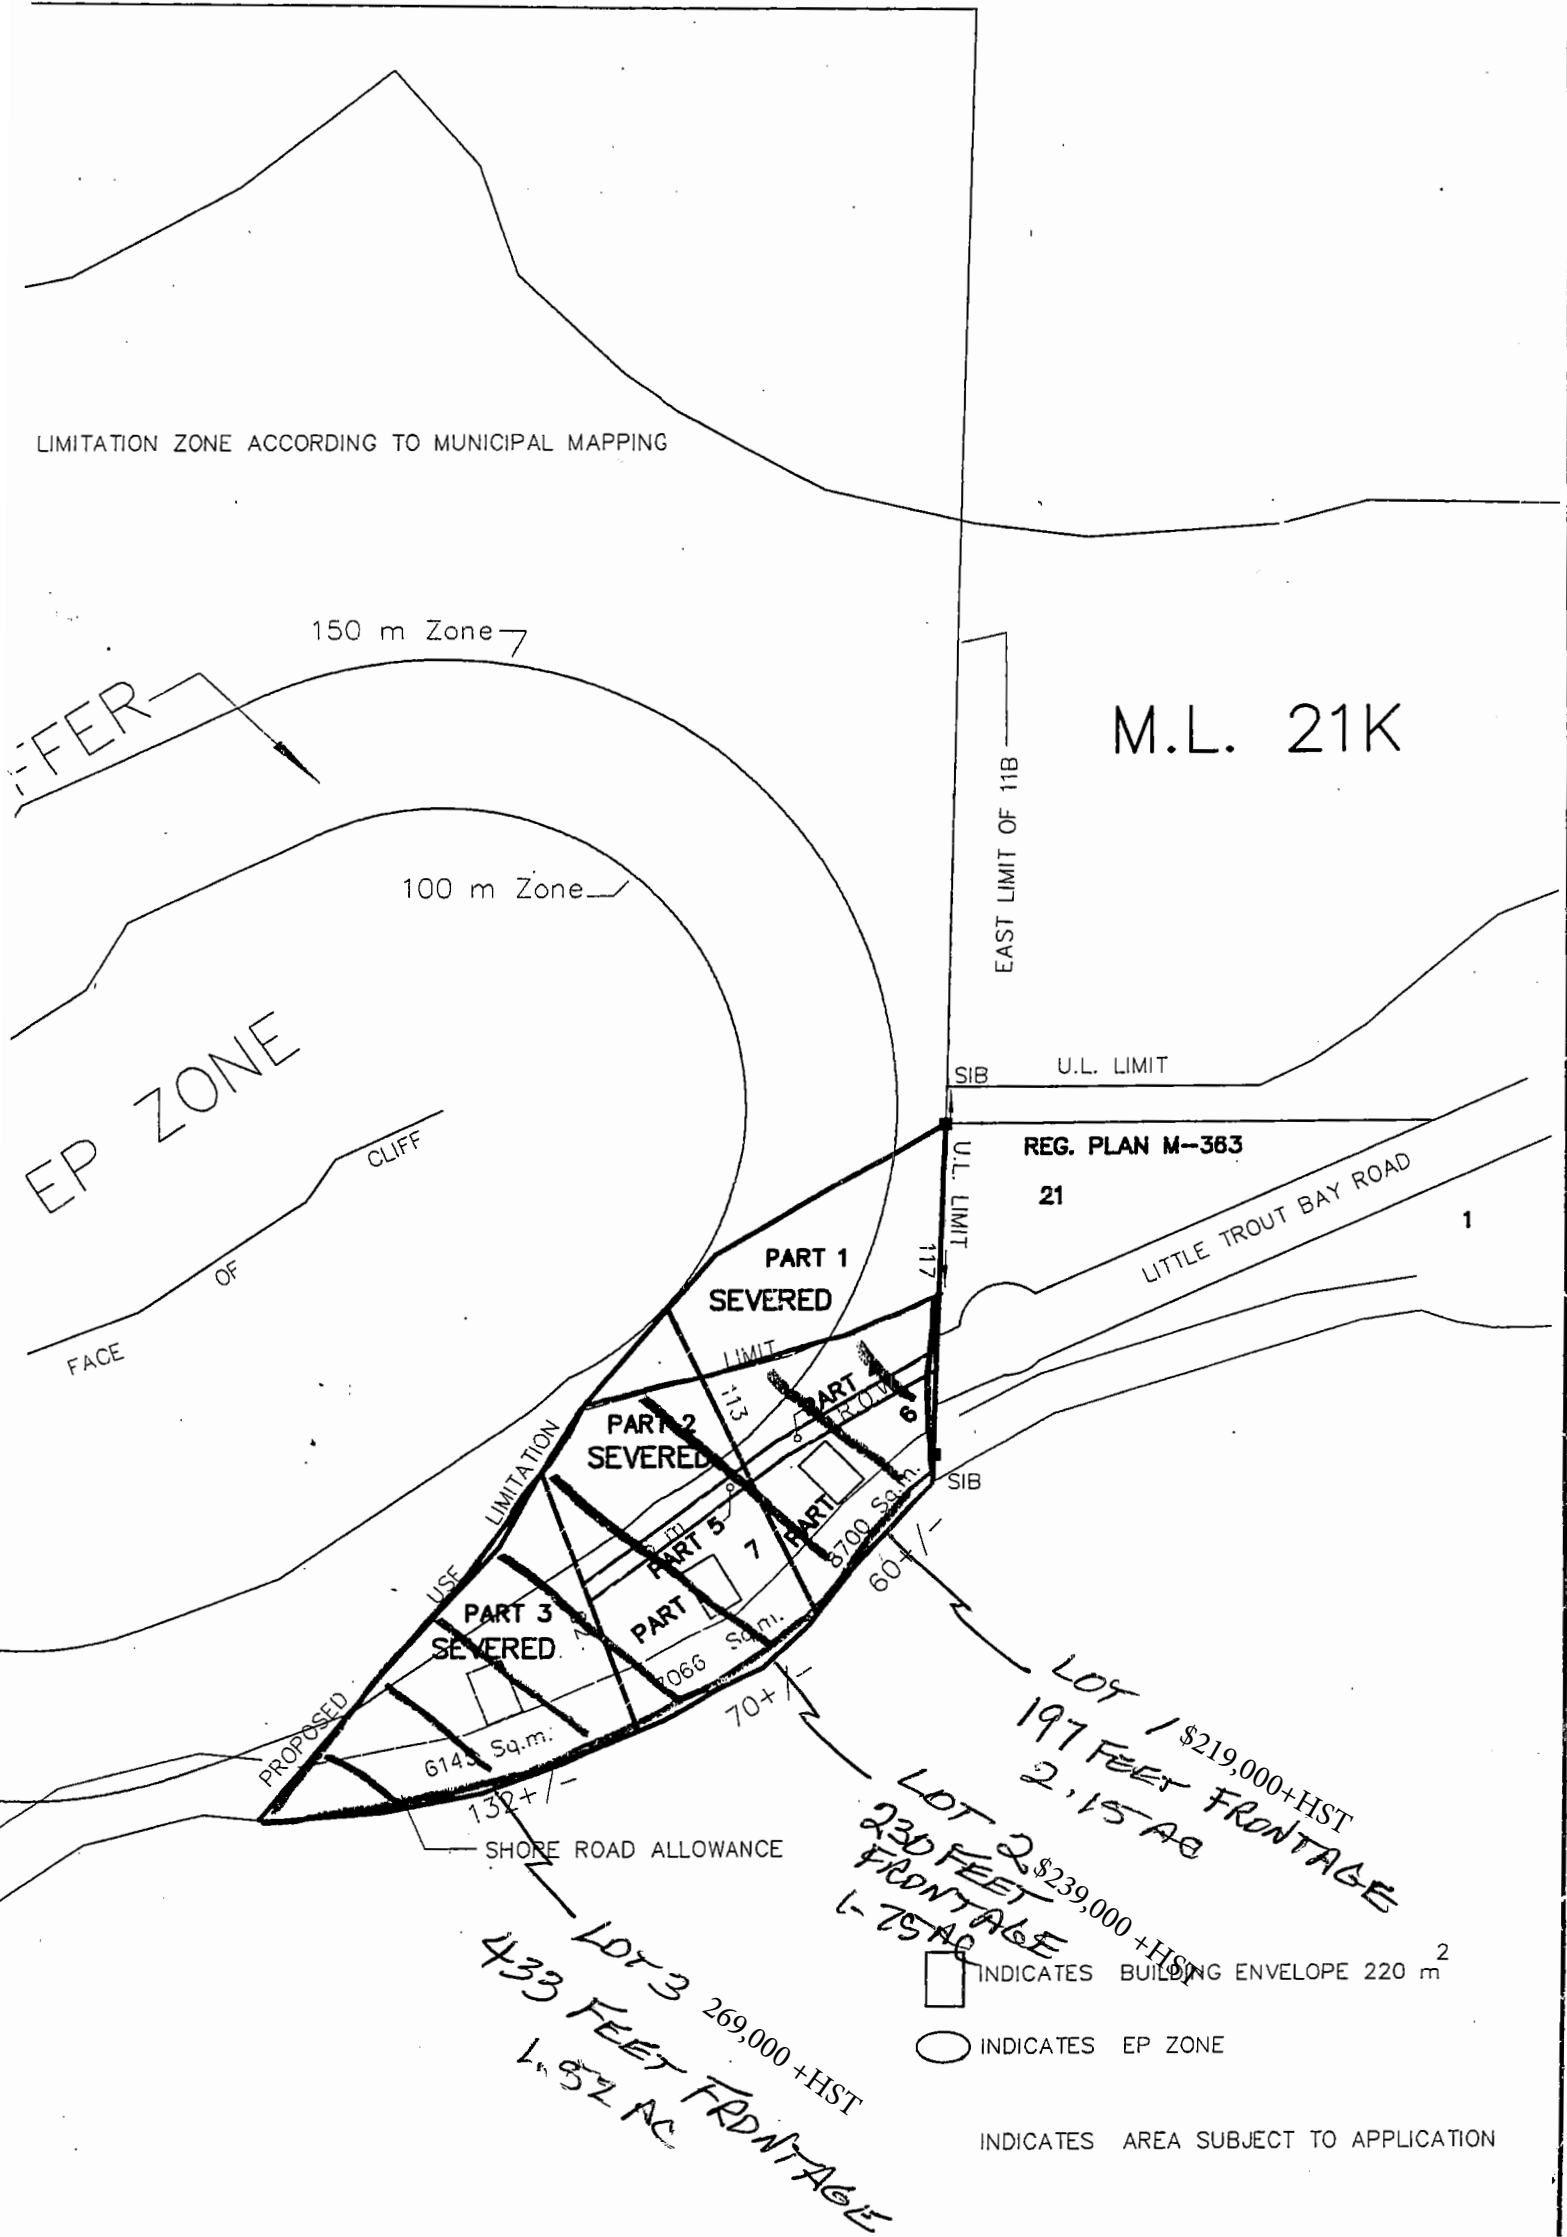 LIMITATION ZONE ACCORDING TO MUNICIPAL MAPPING
150 m Zone
FFER
M.L. 21K
EAST LIMIT OF 11B
100 m Zone
EP ZONE
SIB
U.L. LIMIT
FACE OF CLIFF
REG. PLAN M-363
U.L. LIMIT
21
LITTLE TROUT BAY ROAD
1
117
PART 1
SEVERED
LIMIT
113
PART
R.O.W.
6
PART 2
SEVERED
SIB
PROPOSED USE LIMITATION
PART 5
7
PART
8700 Sq.m.
60+/-
PART 3
SEVERED
PART
7066 Sq.m.
70+/-
6143 Sq.m.
132+/-
SHORE ROAD ALLOWANCE
LOT 1 $219,000+HST
197 FEET FRONTAGE
2.15 AC
LOT 2 $239,000 +HST
230 FEET
FRONTAGE
1.75 AC
LOT 3 269,000 +HST
433 FEET FRONTAGE
1.52 AC
INDICATES BUILDING ENVELOPE 220 m²
INDICATES EP ZONE
INDICATES AREA SUBJECT TO APPLICATION